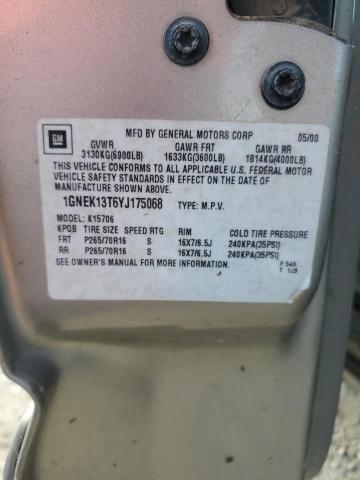 MFD BY GENERAL MOTORS CORP 05/00
GM
GVWR GAWR FRT GAWR RR
3130KG(6900LB) 1633KG(3600LB) 1814KG(4000LB)
THIS VEHICLE CONFORMS TO ALL APPLICABLE U.S. FEDERAL MOTOR
VEHICLE SAFETY STANDARDS IN EFFECT ON THE DATE OF
MANUFACTURE SHOWN ABOVE.
1GNEK13T6YJ175068 TYPE: M.P.V.
MODEL: K15706
KPQB TIRE SIZE SPEED RTG RIM COLD TIRE PRESSURE
FRT P265/70R16 S 16X7/6.5J 240KPA(35PSI)
RR P265/70R16 S 16X7/6.5J 240KPA(35PSI)
SEE OWNER'S MANUAL FOR MORE INFORMATION.